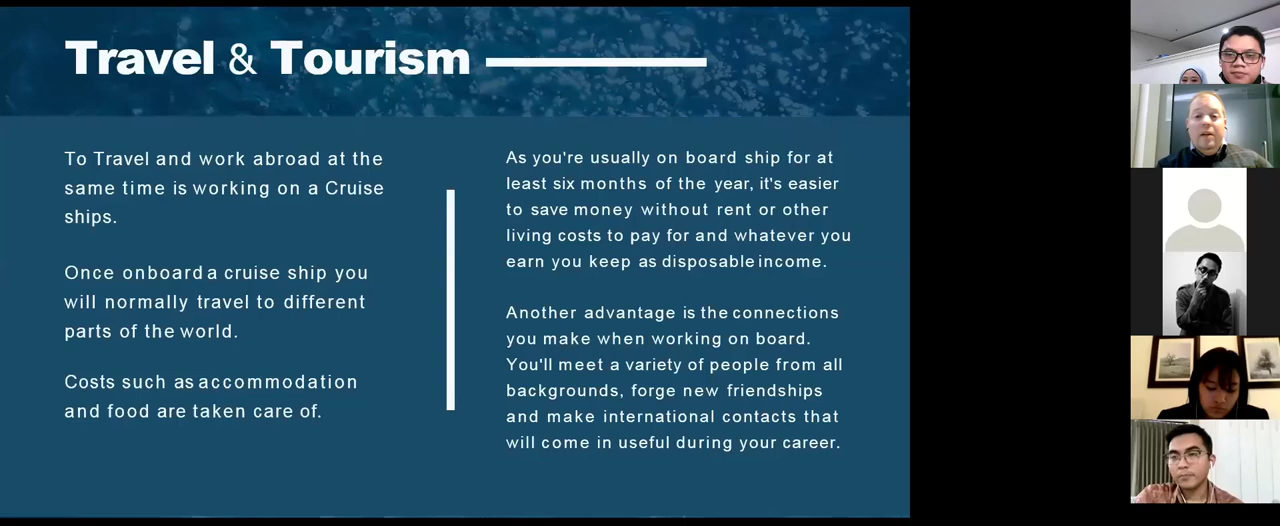 Travel & Tourism
To Travel and work abroad at the
same time is working on a Cruise
ships.
Once onboard a cruise ship you
will normally travel to different
parts of the world.
Costs such as accommodation
and food are taken care of.
As you're usually on board ship for at
least six months of the year, it's easier
to save money without rent or other
living costs to pay for and whatever you
earn you keep as disposable income.
Another advantage is the connections
you make when working on board.
You'll meet a variety of people from all
backgrounds, forge new friendships
and make international contacts that
will come in useful during your career.